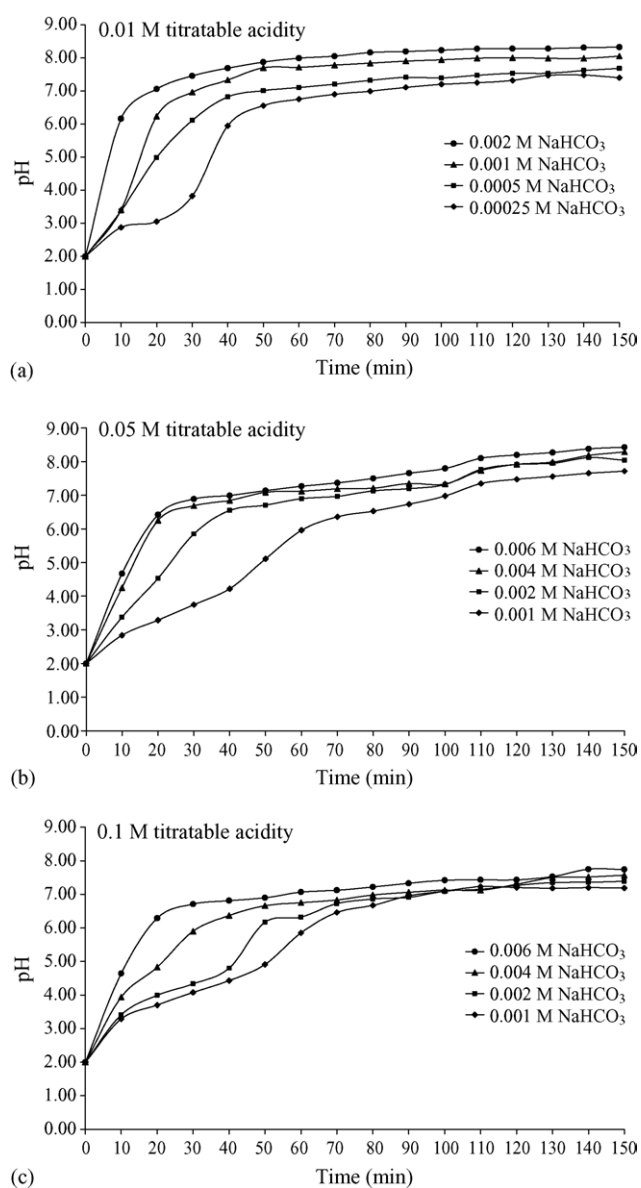 0.01 M titratable acidity
9.00
8.00
7.00
6.00
5.00
4.00
3.00
2.00
1.00
0.00
pH
0.002 M NaHCO₃
0.001 M NaHCO₃
0.0005 M NaHCO₃
0.00025 M NaHCO₃
0 10 20 30 40 50 60 70 80 90 100 110 120 130 140 150
Time (min)
(a)
0.05 M titratable acidity
9.00
8.00
7.00
6.00
5.00
4.00
3.00
2.00
1.00
0.00
pH
0.006 M NaHCO₃
0.004 M NaHCO₃
0.002 M NaHCO₃
0.001 M NaHCO₃
0 10 20 30 40 50 60 70 80 90 100 110 120 130 140 150
Time (min)
(b)
0.1 M titratable acidity
9.00
8.00
7.00
6.00
5.00
4.00
3.00
2.00
1.00
0.00
pH
0.006 M NaHCO₃
0.004 M NaHCO₃
0.002 M NaHCO₃
0.001 M NaHCO₃
0 10 20 30 40 50 60 70 80 90 100 110 120 130 140 150
Time (min)
(c)